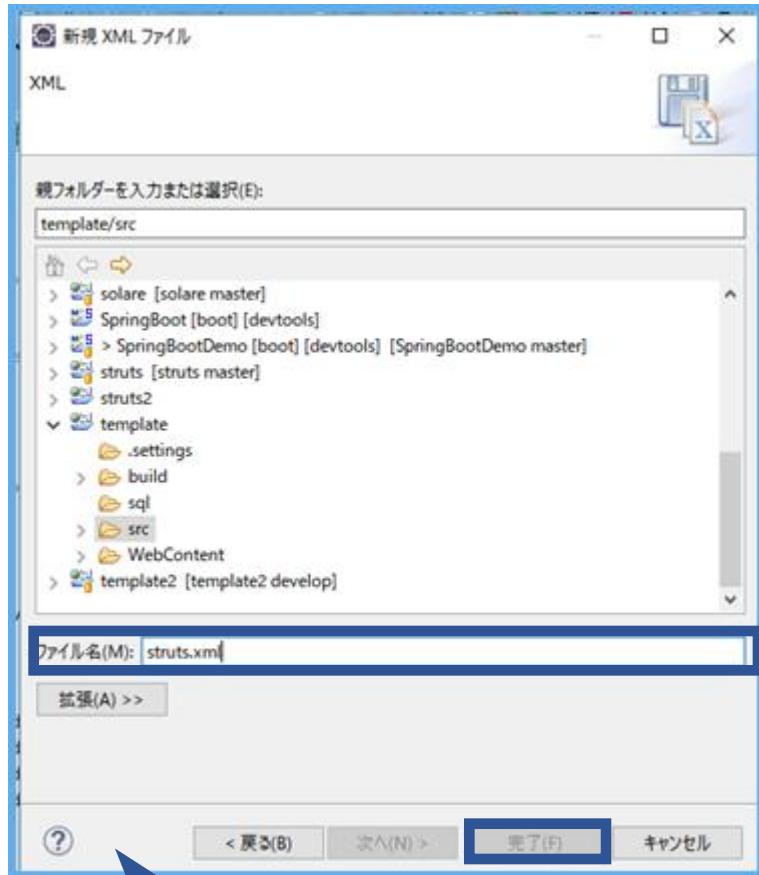 新規 XML ファイル
XML
親フォルダーを入力または選択(E):
template/src
solare [solare master]
SpringBoot [boot] [devtools]
> SpringBootDemo [boot] [devtools] [SpringBootDemo master]
struts [struts master]
struts2
template
.settings
build
sql
src
WebContent
template2 [template2 develop]
ファイル名(M): struts.xml
拡張(A) >>
< 戻る(B) 次へ(N) > 完了(F) キャンセル